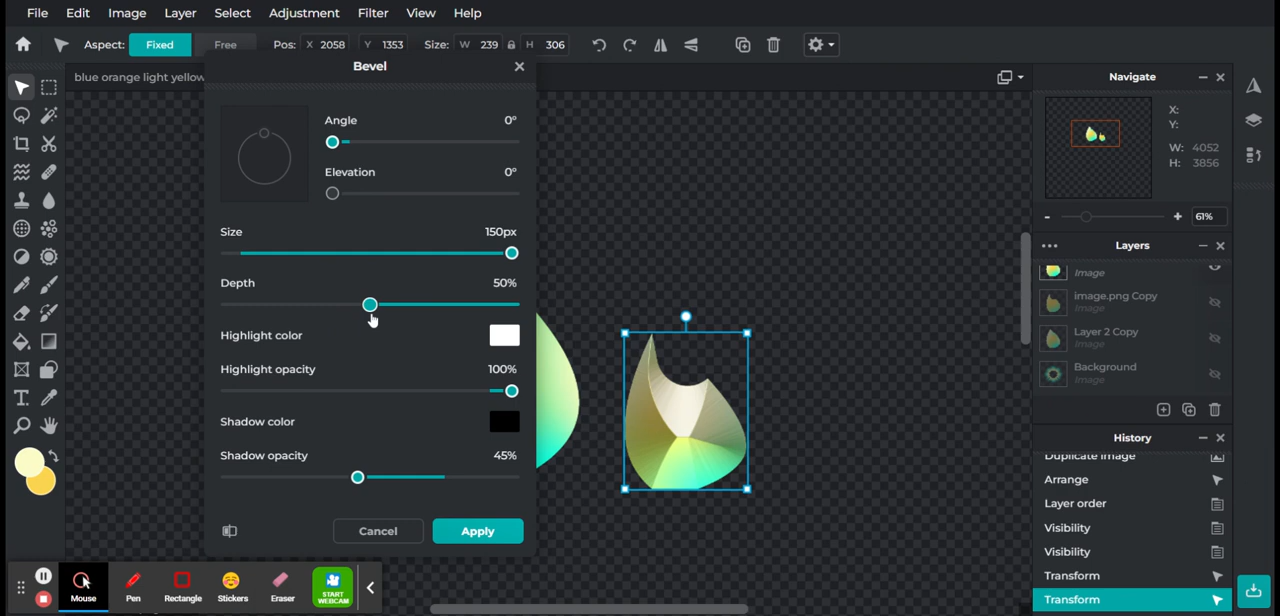 File Edit Image Layer Select Adjustment Filter View Help
Aspect: Fixed Free Pos: X 2058 Y 1353 Size: W 239 H 306
blue orange light yellow
Bevel
Angle 0°
Elevation 0°
Size 150px
Depth 50%
Highlight color
Highlight opacity 100%
Shadow color
Shadow opacity 45%
Cancel Apply
Navigate
X:
Y:
W: 4052
H: 3856
- + 61%
Layers
Image
image.png Copy
Image
Layer 2 Copy
Image
Background
Image
History
Duplicate image
Arrange
Layer order
Visibility
Visibility
Transform
Transform
Mouse Pen Rectangle Stickers Eraser START WEBCAM